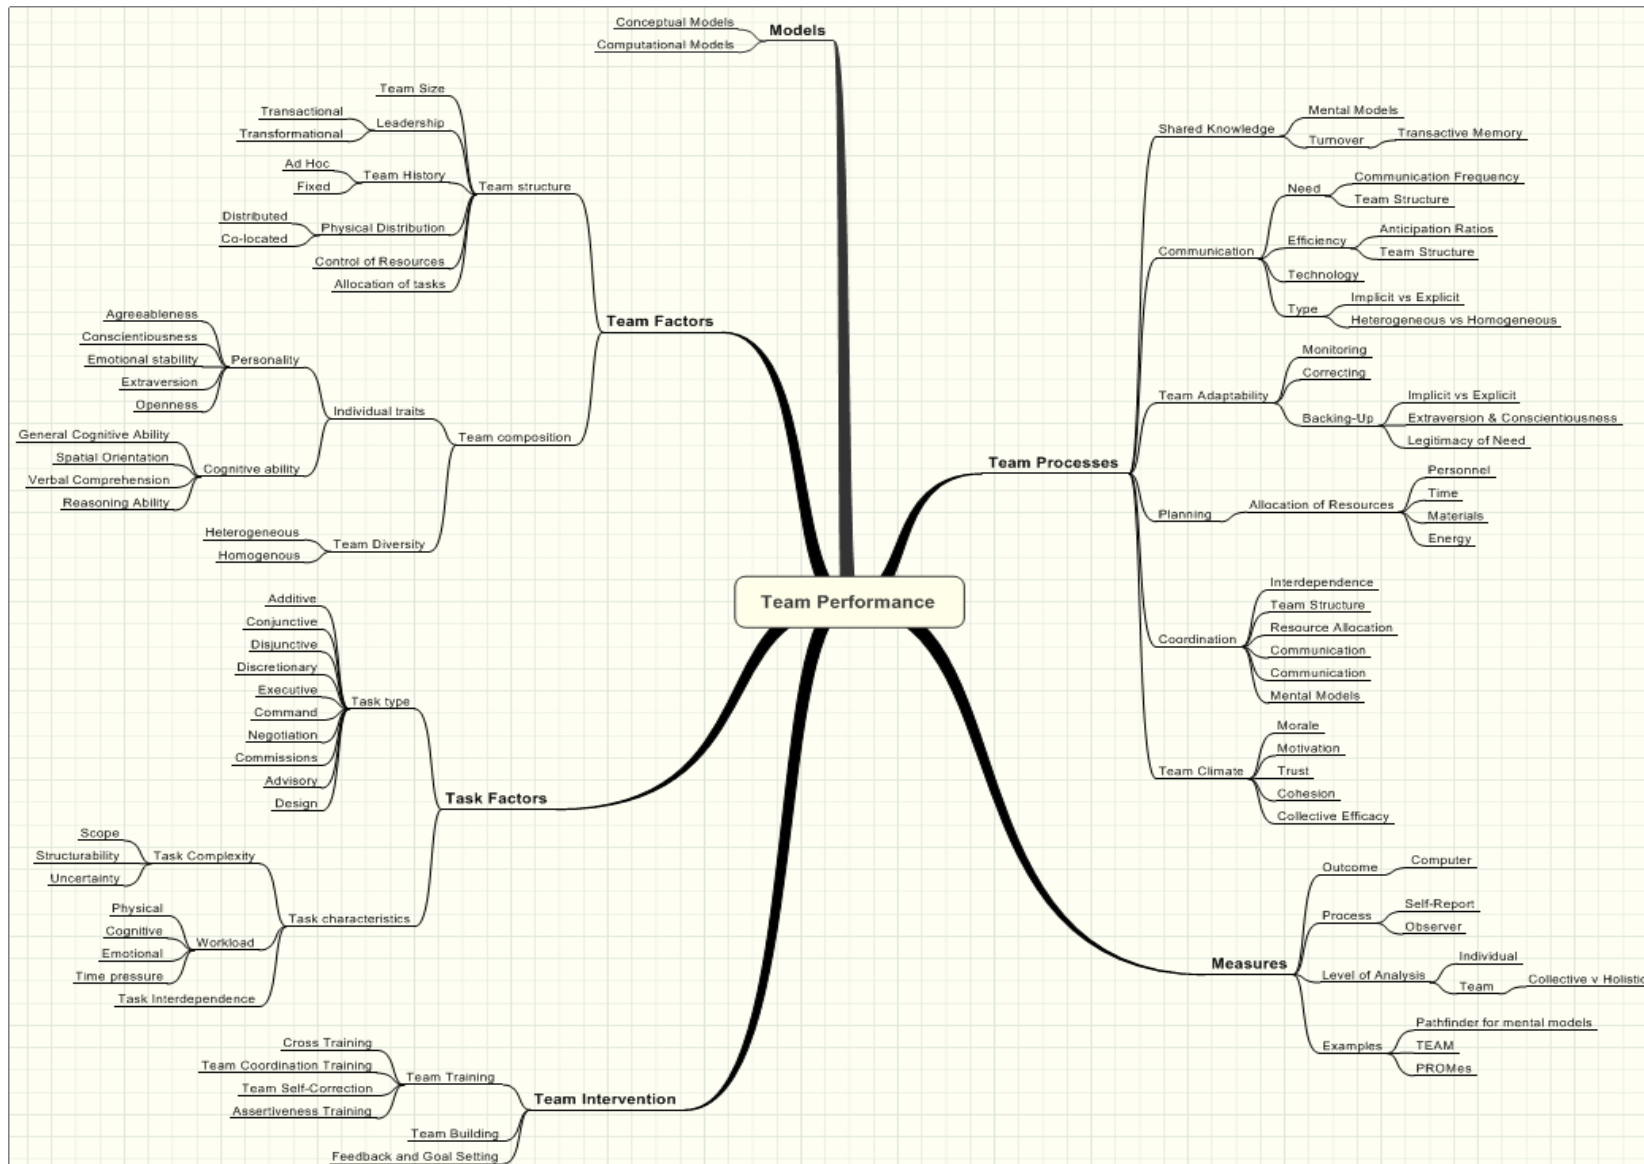 Models
Conceptual Models
Computational Models
Team Factors
Team structure
Team Size
Leadership
Transactional
Transformational
Team History
Ad Hoc
Fixed
Physical Distribution
Distributed
Co-located
Control of Resources
Allocation of tasks
Team composition
Individual traits
Personality
Agreeableness
Conscientiousness
Emotional stability
Extraversion
Openness
Cognitive ability
General Cognitive Ability
Spatial Orientation
Verbal Comprehension
Reasoning Ability
Team Diversity
Heterogeneous
Homogenous
Team Performance
Task Factors
Task type
Additive
Conjunctive
Disjunctive
Discretionary
Executive
Command
Negotiation
Commissions
Advisory
Design
Task characteristics
Task Complexity
Scope
Structurability
Uncertainty
Workload
Physical
Cognitive
Emotional
Time pressure
Task Interdependence
Team Intervention
Team Training
Cross Training
Team Coordination Training
Team Self-Correction
Assertiveness Training
Team Building
Feedback and Goal Setting
Team Processes
Shared Knowledge
Mental Models
Turnover
Transactive Memory
Communication
Need
Communication Frequency
Team Structure
Efficiency
Anticipation Ratios
Team Structure
Technology
Type
Implicit vs Explicit
Heterogeneous vs Homogeneous
Team Adaptability
Monitoring
Correcting
Backing-Up
Implicit vs Explicit
Extraversion & Conscientiousness
Legitimacy of Need
Planning
Allocation of Resources
Personnel
Time
Materials
Energy
Coordination
Interdependence
Team Structure
Resource Allocation
Communication
Communication
Mental Models
Team Climate
Morale
Motivation
Trust
Cohesion
Collective Efficacy
Measures
Outcome
Computer
Process
Self-Report
Observer
Level of Analysis
Individual
Team
Collective v Holistic
Examples
Pathfinder for mental models
TEAM
PROMes